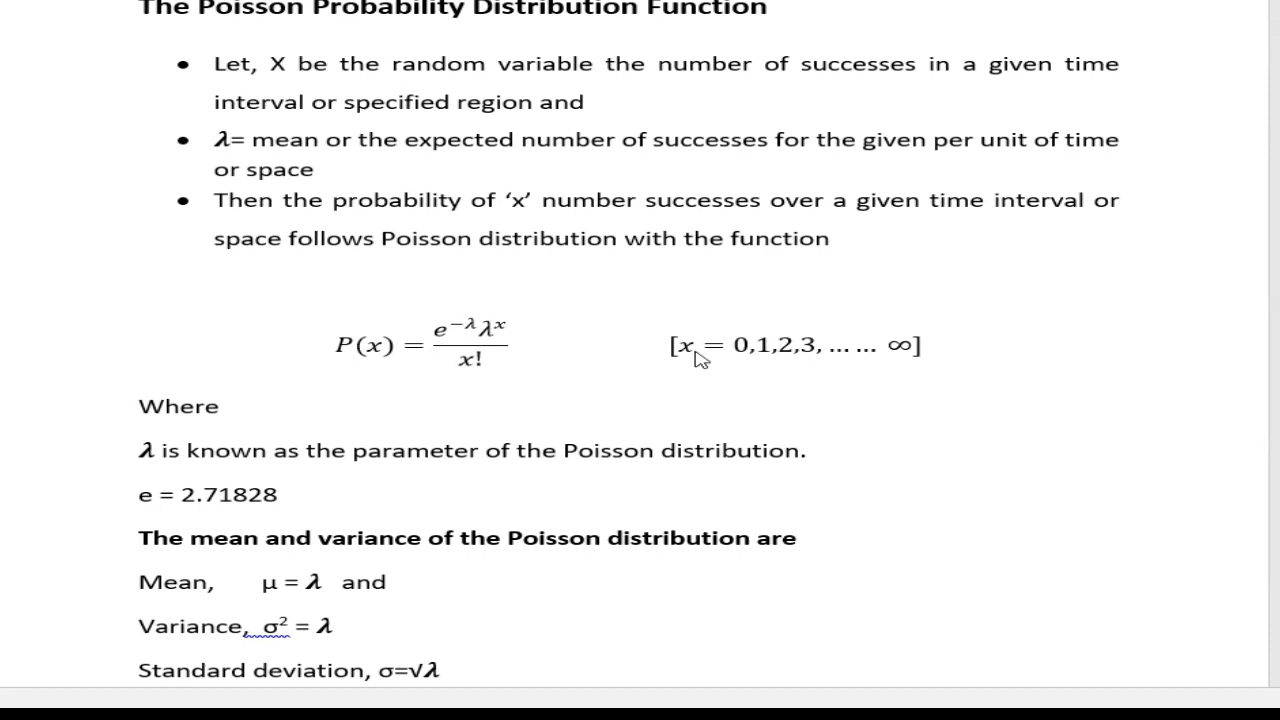 The Poisson Probability Distribution Function
• Let, X be the random variable the number of successes in a given time
interval or specified region and
• λ= mean or the expected number of successes for the given per unit of time
or space
• Then the probability of ‘x’ number successes over a given time interval or
space follows Poisson distribution with the function
P(x) = e^{−λ}λ^x / x! [x = 0,1,2,3, ... ... ∞]
Where
λ is known as the parameter of the Poisson distribution.
e = 2.71828
The mean and variance of the Poisson distribution are
Mean, μ = λ and
Variance, σ² = λ
Standard deviation, σ=√λ